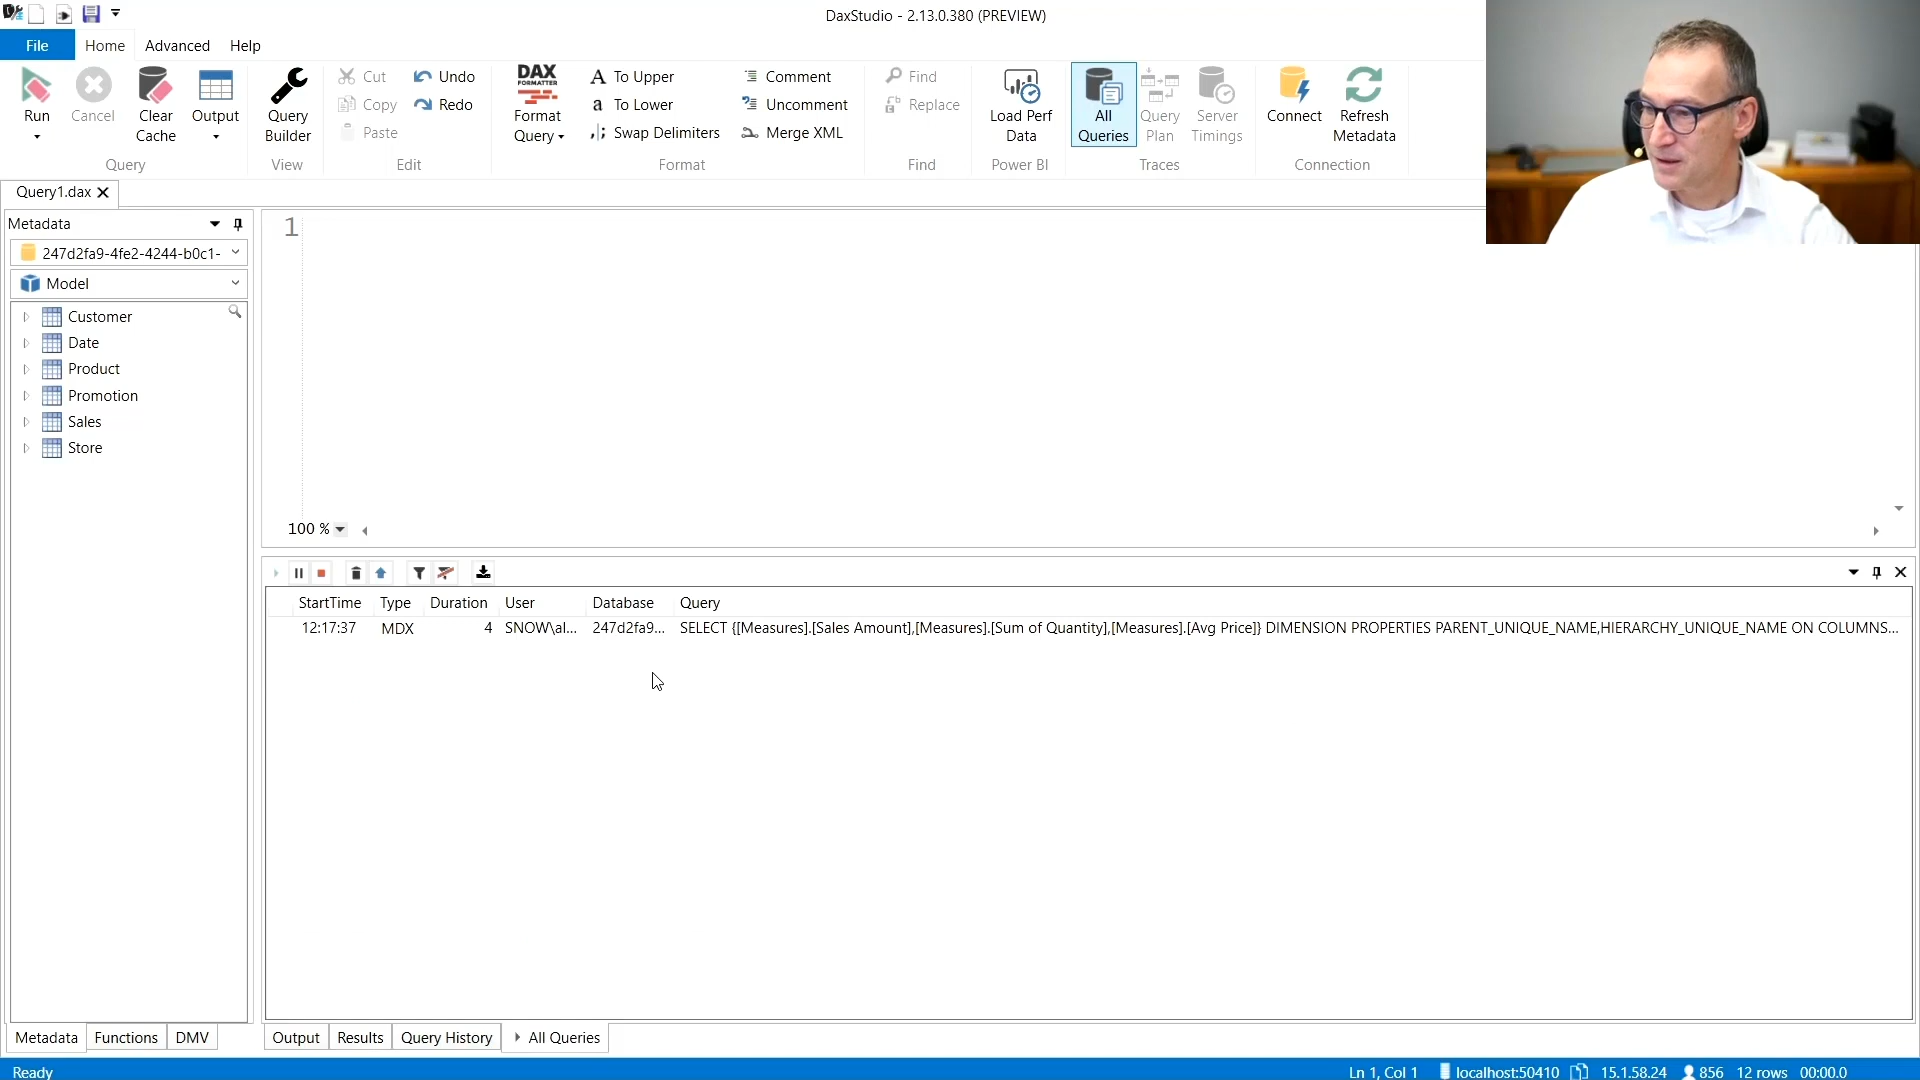 DaxStudio - 2.13.0.380 (PREVIEW)
File Home Advanced Help
Run
Cancel
Clear Cache
Output
Query
Query Builder
View
Cut
Copy
Paste
Undo
Redo
Edit
DAX FORMATTER
Format Query
To Upper
To Lower
Swap Delimiters
Comment
Uncomment
Merge XML
Format
Find
Replace
Find
Load Perf Data
Power BI
All Queries
Query Plan
Server Timings
Traces
Connect
Refresh Metadata
Connection
Query1.dax
Metadata
247d2fa9-4fe2-4244-b0c1-
Model
Customer
Date
Product
Promotion
Sales
Store
1
100 %
StartTime Type Duration User Database Query
12:17:37 MDX 4 SNOW\al... 247d2fa9... SELECT {[Measures].[Sales Amount],[Measures].[Sum of Quantity],[Measures].[Avg Price]} DIMENSION PROPERTIES PARENT_UNIQUE_NAME,HIERARCHY_UNIQUE_NAME ON COLUMNS...
Metadata Functions DMV
Output Results Query History All Queries
Ready Ln 1, Col 1 localhost:50410 15.1.58.24 856 12 rows 00:00.0